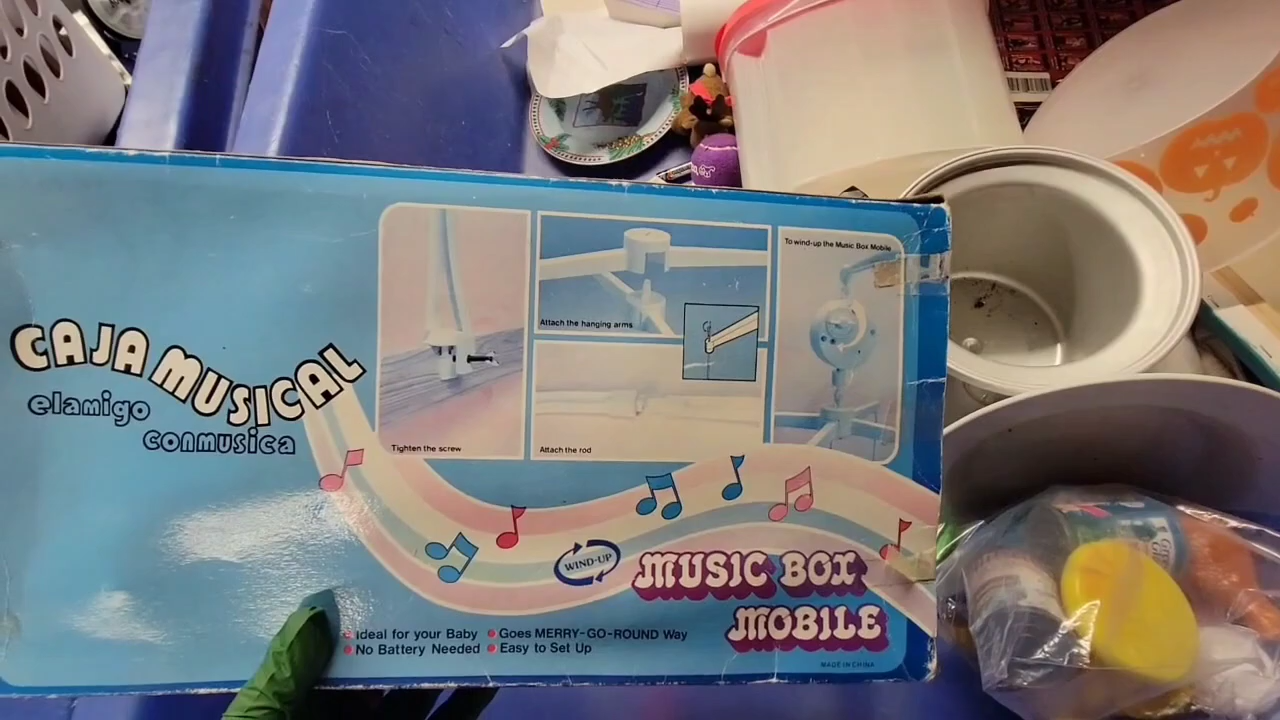 CAJA MUSICAL
elamigo
conmusica
Tighten the screw
Attach the hanging arms
Attach the rod
To wind-up the Music Box Mobile
WIND-UP
MUSIC BOX
MOBILE
Ideal for your Baby
Goes MERRY-GO-ROUND Way
No Battery Needed
Easy to Set Up
MADE IN CHINA